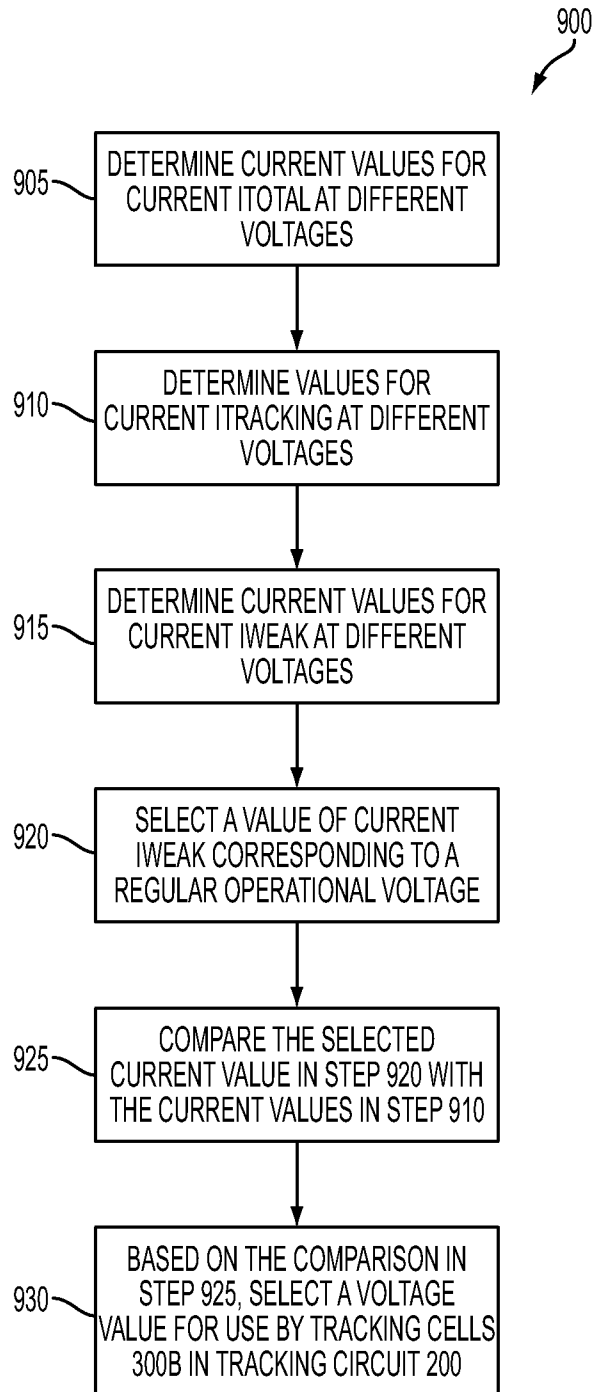 900
905
DETERMINE CURRENT VALUES FOR
CURRENT ITOTAL AT DIFFERENT
VOLTAGES
910
DETERMINE VALUES FOR
CURRENT ITRACKING AT DIFFERENT
VOLTAGES
915
DETERMINE CURRENT VALUES FOR
CURRENT IWEAK AT DIFFERENT
VOLTAGES
920
SELECT A VALUE OF CURRENT
IWEAK CORRESPONDING TO A
REGULAR OPERATIONAL VOLTAGE
925
COMPARE THE SELECTED
CURRENT VALUE IN STEP 920 WITH
THE CURRENT VALUES IN STEP 910
930
BASED ON THE COMPARISON IN
STEP 925, SELECT A VOLTAGE
VALUE FOR USE BY TRACKING CELLS
300B IN TRACKING CIRCUIT 200